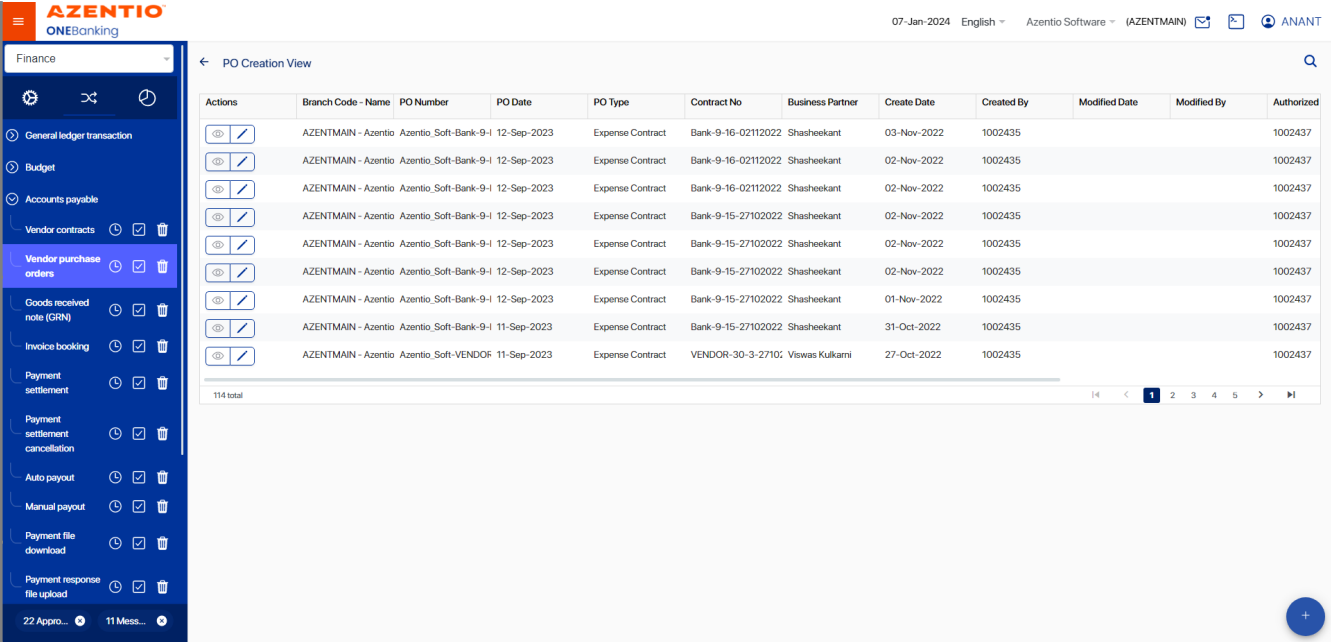 AZENTIO
ONEBanking
07-Jan-2024 English Azentio Software (AZENTMAIN) ANANT
Finance
General ledger transaction
Budget
Accounts payable
Vendor contracts
Vendor purchase
orders
Goods received
note (GRN)
Invoice booking
Payment
settlement
Payment
settlement
cancellation
Auto payout
Manual payout
Payment file
download
Payment response
file upload
22 Appro... 11 Mess...
PO Creation View
Actions Branch Code - Name PO Number PO Date PO Type Contract No Business Partner Create Date Created By Modified Date Modified By Authorized
AZENTMAIN - Azentio Azentio_Soft-Bank-9- 12-Sep-2023 Expense Contract Bank-9-16-02112022 Shasheekant 03-Nov-2022 1002435 1002437
AZENTMAIN - Azentio Azentio_Soft-Bank-9- 12-Sep-2023 Expense Contract Bank-9-16-02112022 Shasheekant 02-Nov-2022 1002435 1002437
AZENTMAIN - Azentio Azentio_Soft-Bank-9- 12-Sep-2023 Expense Contract Bank-9-16-02112022 Shasheekant 02-Nov-2022 1002435 1002437
AZENTMAIN - Azentio Azentio_Soft-Bank-9- 12-Sep-2023 Expense Contract Bank-9-15-27102022 Shasheekant 02-Nov-2022 1002435 1002437
AZENTMAIN - Azentio Azentio_Soft-Bank-9- 12-Sep-2023 Expense Contract Bank-9-15-27102022 Shasheekant 02-Nov-2022 1002435 1002437
AZENTMAIN - Azentio Azentio_Soft-Bank-9- 12-Sep-2023 Expense Contract Bank-9-15-27102022 Shasheekant 02-Nov-2022 1002435 1002437
AZENTMAIN - Azentio Azentio_Soft-Bank-9- 12-Sep-2023 Expense Contract Bank-9-15-27102022 Shasheekant 01-Nov-2022 1002435 1002437
AZENTMAIN - Azentio Azentio_Soft-Bank-9- 11-Sep-2023 Expense Contract Bank-9-15-27102022 Shasheekant 31-Oct-2022 1002435 1002437
AZENTMAIN - Azentio Azentio_Soft-VENDOR 11-Sep-2023 Expense Contract VENDOR-30-3-2710 Viswas Kulkarni 27-Oct-2022 1002435 1002437
114 total 1 2 3 4 5